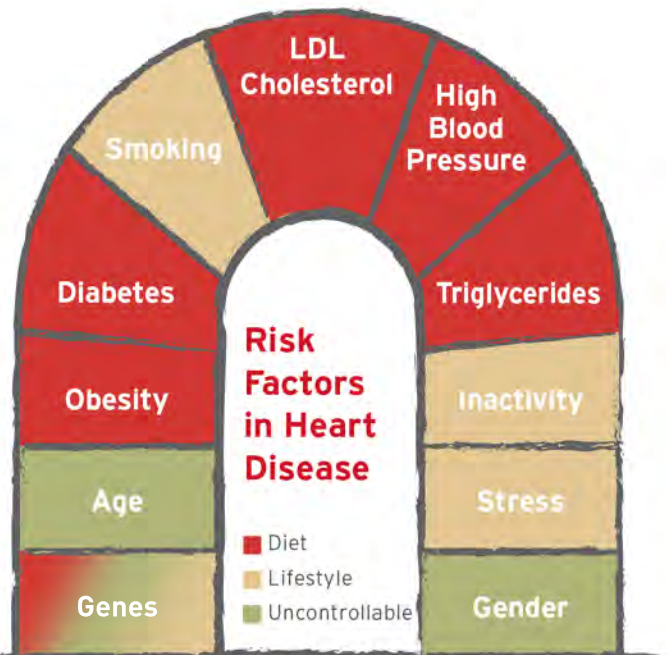 LDL
Cholesterol
High
Blood
Pressure
Smoking
Diabetes
Triglycerides
Obesity
Inactivity
Age
Stress
Genes
Gender
Risk
Factors
in Heart
Disease
Diet
Lifestyle
Uncontrollable